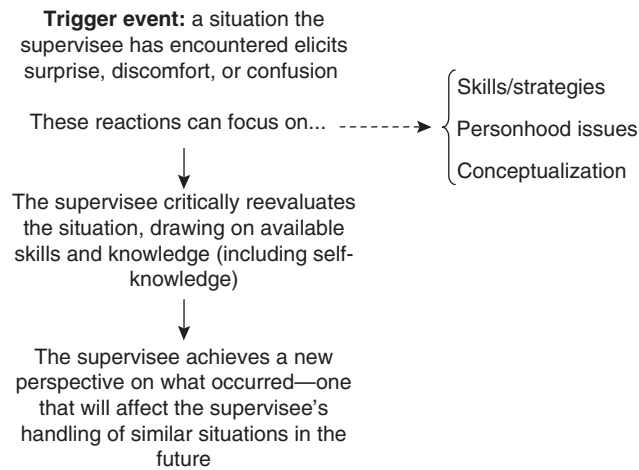 Trigger event: a situation the
supervisee has encountered elicits
surprise, discomfort, or confusion
These reactions can focus on...
Skills/strategies
Personhood issues
Conceptualization
The supervisee critically reevaluates
the situation, drawing on available
skills and knowledge (including self-
knowledge)
The supervisee achieves a new
perspective on what occurred—one
that will affect the supervisee’s
handling of similar situations in the
future